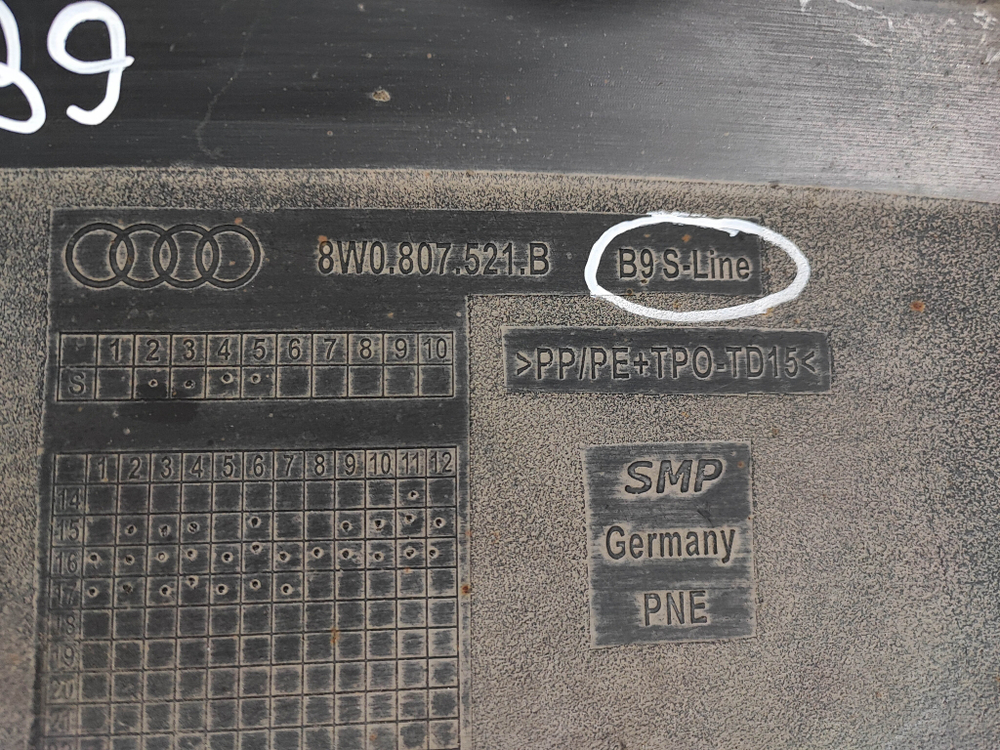 89
8W0.807.521.B B9 S-Line
1 2 3 4 5 6 7 8 9 10
S
>PP/PE+TPO-TD15<
1 2 3 4 5 6 7 8 9 10 11 12
14
15
16
17
18
19
20
21
SMP
Germany
PNE